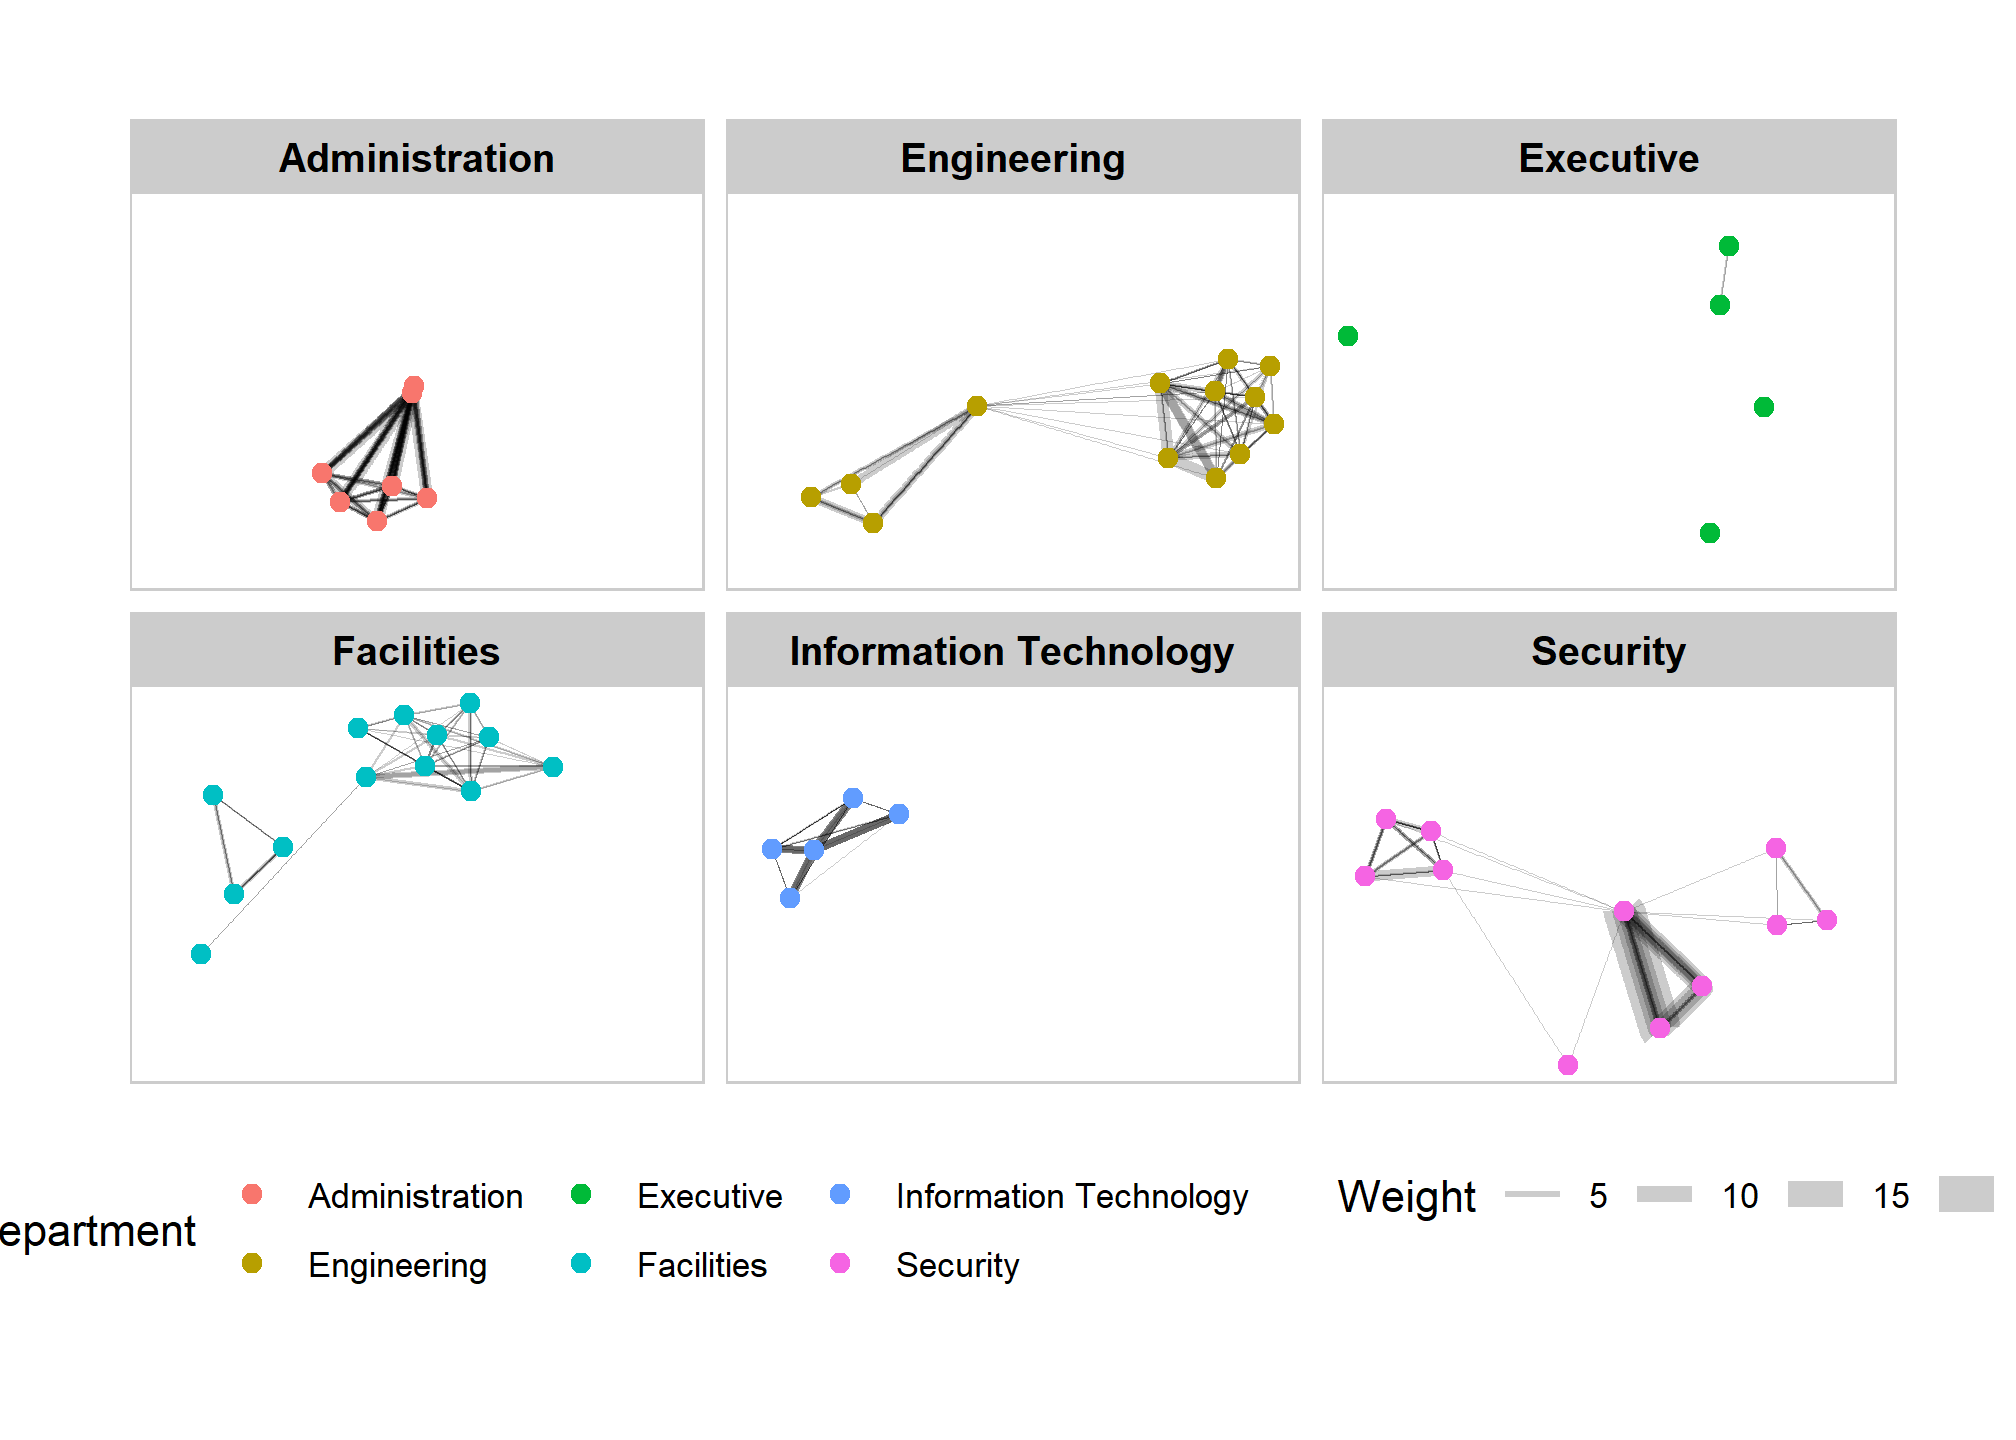 Administration
Engineering
Executive
Facilities
Information Technology
Security
epartment
Administration
Executive
Information Technology
Engineering
Facilities
Security
Weight
5
10
15